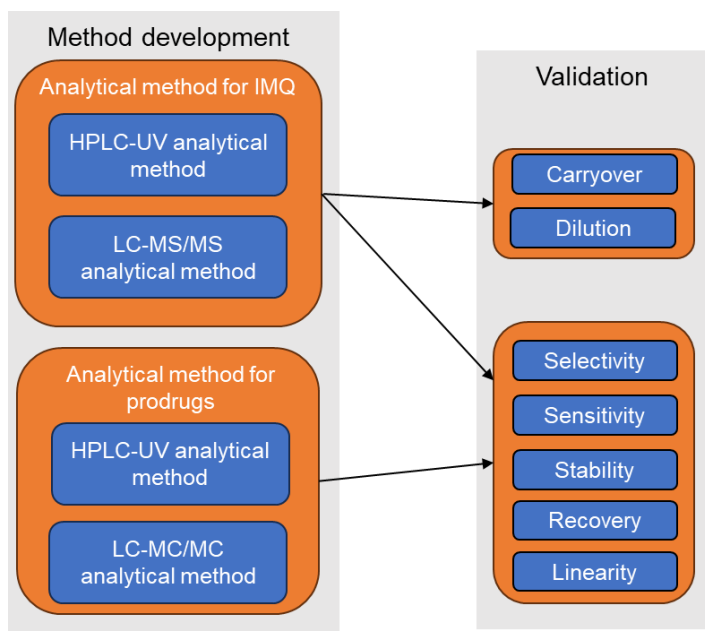 Method development
Analytical method for IMQ
HPLC-UV analytical
method
LC-MS/MS
analytical method
Analytical method for
prodrugs
HPLC-UV analytical
method
LC-MC/MC
analytical method
Validation
Carryover
Dilution
Selectivity
Sensitivity
Stability
Recovery
Linearity